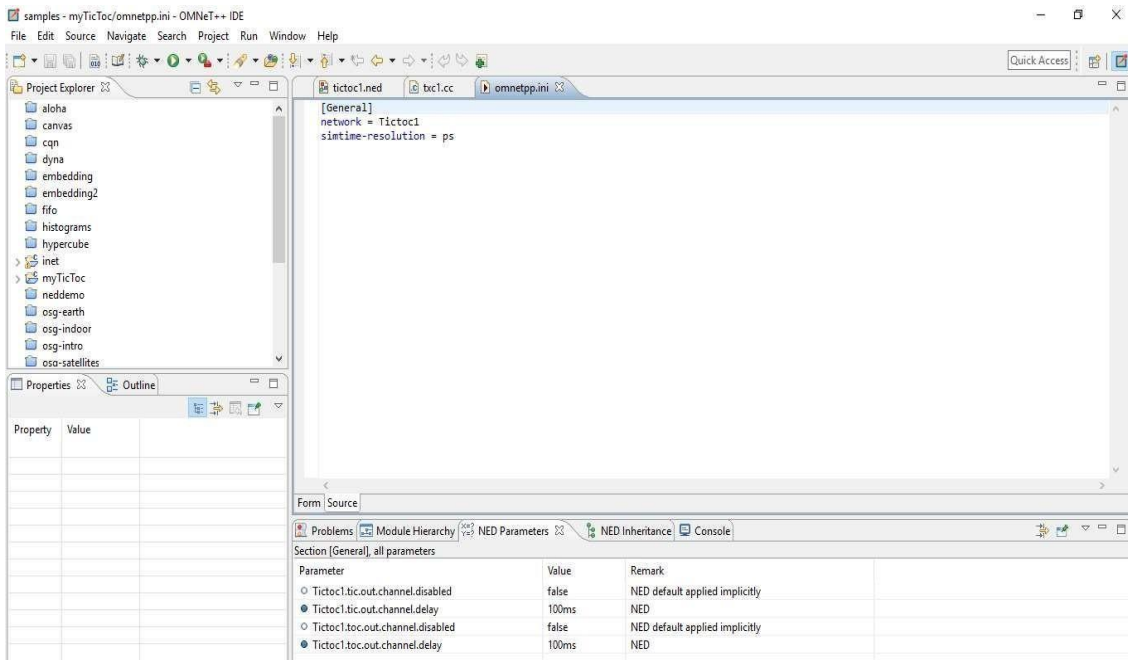 samples - myTicToc/omnetpp.ini - OMNeT++ IDE
File Edit Source Navigate Search Project Run Window Help
Quick Access
Project Explorer
aloha
canvas
cqn
dyna
embedding
embedding2
fifo
histograms
hypercube
inet
myTicToc
neddemo
osg-earth
osg-indoor
osg-intro
osg-satellites
tictoc1.ned txc1.cc omnetpp.ini
[General]
network = Tictoc1
simtime-resolution = ps
Form Source
Properties Outline
Property Value
Problems Module Hierarchy NED Parameters NED Inheritance Console
Section [General], all parameters
Parameter Value Remark
Tictoc1.tic.out.channel.disabled false NED default applied implicitly
Tictoc1.tic.out.channel.delay 100ms NED
Tictoc1.toc.out.channel.disabled false NED default applied implicitly
Tictoc1.toc.out.channel.delay 100ms NED